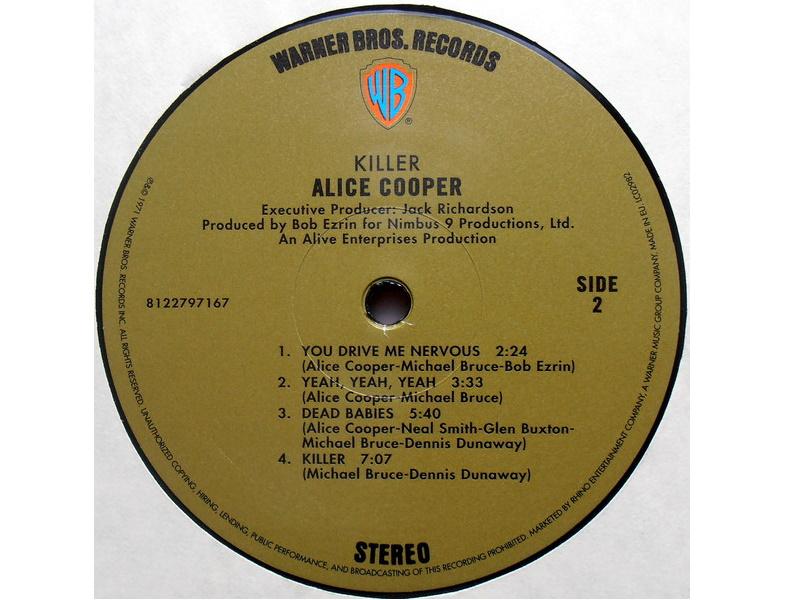 WARNER BROS. RECORDS
WB
®
KILLER
ALICE COOPER
Executive Producer: Jack Richardson
Produced by Bob Ezrin for Nimbus 9 Productions, Ltd.
An Alive Enterprises Production
8122797167
SIDE
2
1. YOU DRIVE ME NERVOUS 2:24
(Alice Cooper-Michael Bruce-Bob Ezrin)
2. YEAH, YEAH, YEAH 3:33
(Alice Cooper-Michael Bruce)
3. DEAD BABIES 5:40
(Alice Cooper-Neal Smith-Glen Buxton-
Michael Bruce-Dennis Dunaway)
4. KILLER 7:07
(Michael Bruce-Dennis Dunaway)
STEREO
℗&© 1971 WARNER BROS. RECORDS INC. ALL RIGHTS RESERVED. UNAUTHORIZED COPYING, HIRING, LENDING, PUBLIC PERFORMANCE, AND BROADCASTING OF THIS RECORDING PROHIBITED. MARKETED BY RHINO ENTERTAINMENT COMPANY, A WARNER MUSIC GROUP COMPANY. MADE IN EU. LC02982